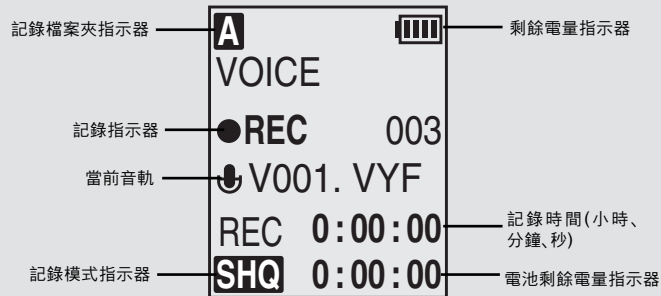 記錄檔案夾指示器
A
剩餘電量指示器
VOICE
記錄指示器
REC 003
當前音軌
V001. VYF
REC 0:00:00
記錄時間(小時、
分鐘、秒)
記錄模式指示器
SHQ 0:00:00
電池剩餘電量指示器